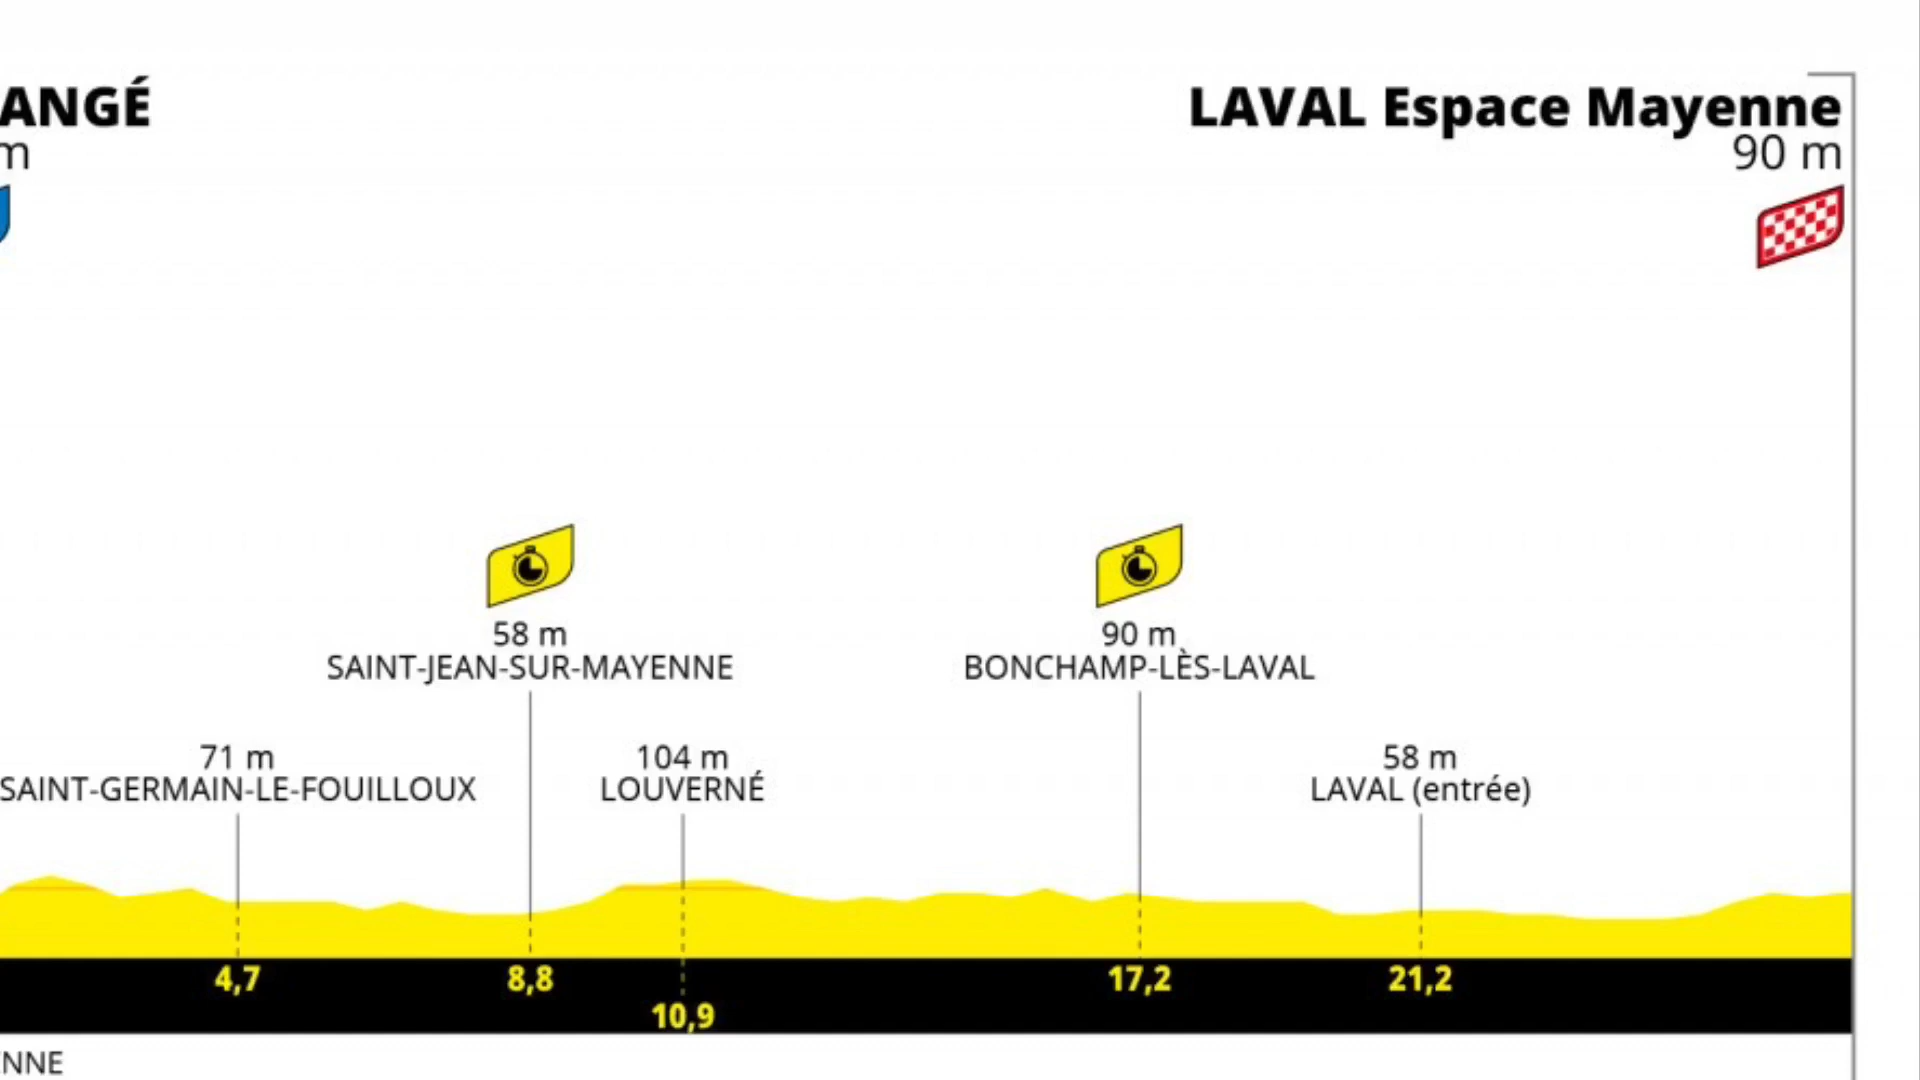 ANGÉ
m
LAVAL Espace Mayenne
90 m
58 m
SAINT-JEAN-SUR-MAYENNE
90 m
BONCHAMP-LÈS-LAVAL
71 m
SAINT-GERMAIN-LE-FOUILLOUX
104 m
LOUVERNÉ
58 m
LAVAL (entrée)
4,7
8,8
10,9
17,2
21,2
ENNE